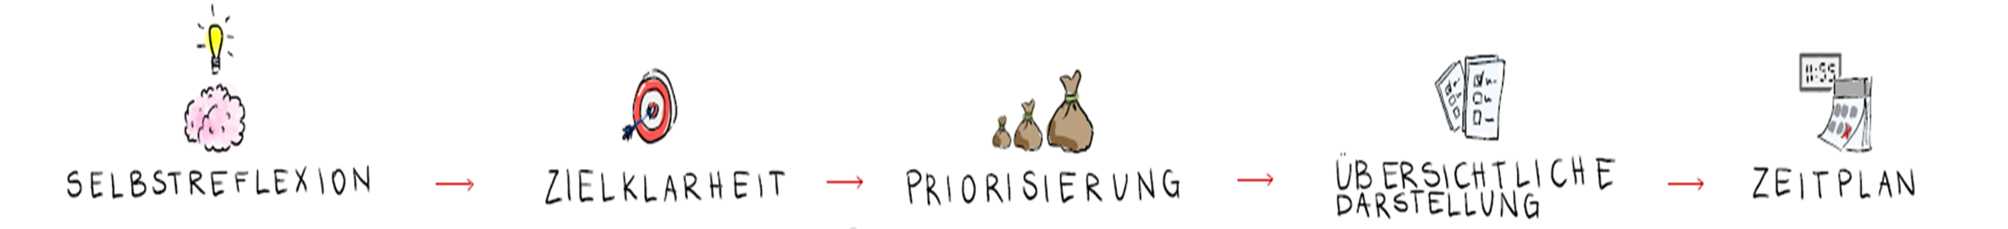 11:55
SELBSTREFLEXION → ZIELKLARHEIT → PRIORISIERUNG → ÜBERSICHTLICHE DARSTELLUNG → ZEITPLAN